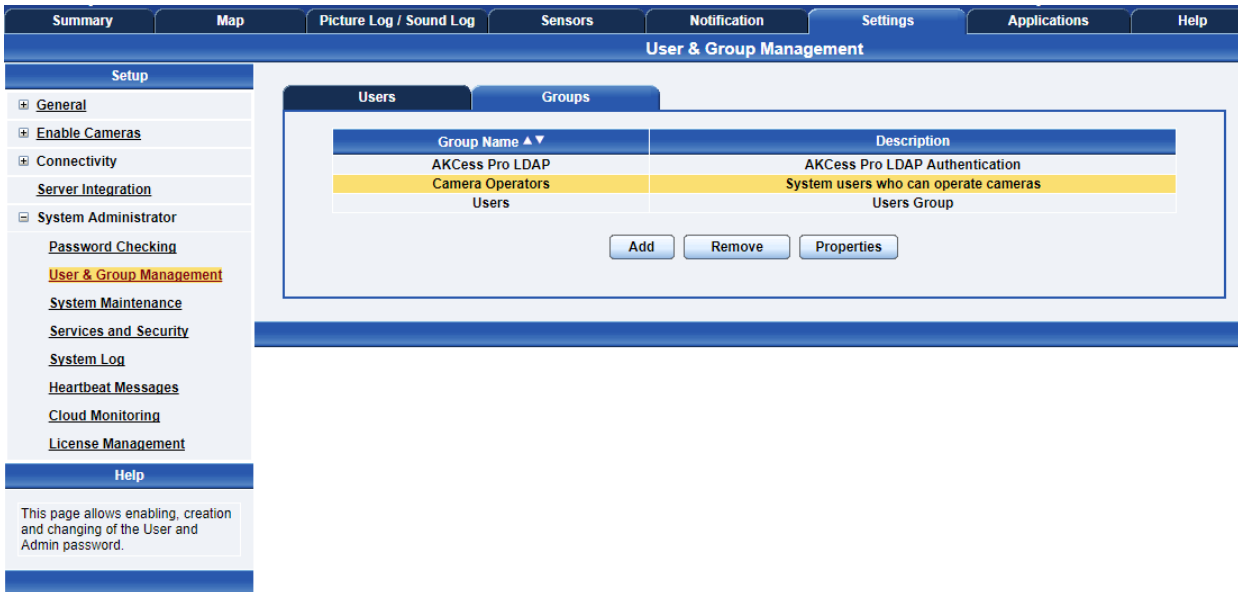 Summary Map Picture Log / Sound Log Sensors Notification Settings Applications Help
User & Group Management
Setup
General
Enable Cameras
Connectivity
Server Integration
System Administrator
Password Checking
User & Group Management
System Maintenance
Services and Security
System Log
Heartbeat Messages
Cloud Monitoring
License Management
Help
This page allows enabling, creation
and changing of the User and
Admin password.
Users Groups
Group Name ▲▼ Description
AKCess Pro LDAP AKCess Pro LDAP Authentication
Camera Operators System users who can operate cameras
Users Users Group
Add Remove Properties